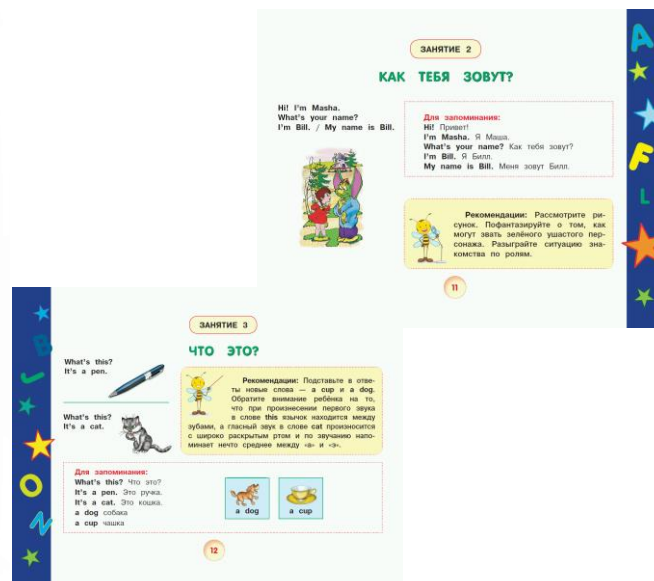 ЗАНЯТИЕ 2
КАК ТЕБЯ ЗОВУТ?
Hi! I'm Masha.
What's your name?
I'm Bill. / My name is Bill.
Для запоминания:
Hi! Привет!
I'm Masha. Я Маша.
What's your name? Как тебя зовут?
I'm Bill. Я Билл.
My name is Bill. Меня зовут Билл.
Рекомендации: Рассмотрите ри-
сунок. Пофантазируйте о том, как
могут звать зелёного ушастого пер-
сонажа. Разыграйте ситуацию зна-
комства по ролям.
11
A
F
L
ЗАНЯТИЕ 3
ЧТО ЭТО?
What's this?
It's a pen.
What's this?
It's a cat.
Рекомендации: Подставьте в отве-
ты новые слова — a cup и a dog.
Обратите внимание ребёнка на то,
что при произнесении первого звука
в слове this язычок находится между
зубами, а гласный звук в слове cat произносится
с широко раскрытым ртом и по звучанию напо-
минает нечто среднее между «а» и «э».
Для запоминания:
What's this? Что это?
It's a pen. Это ручка.
It's a cat. Это кошка.
a dog собака
a cup чашка
a dog
a cup
12
B
J
O
N